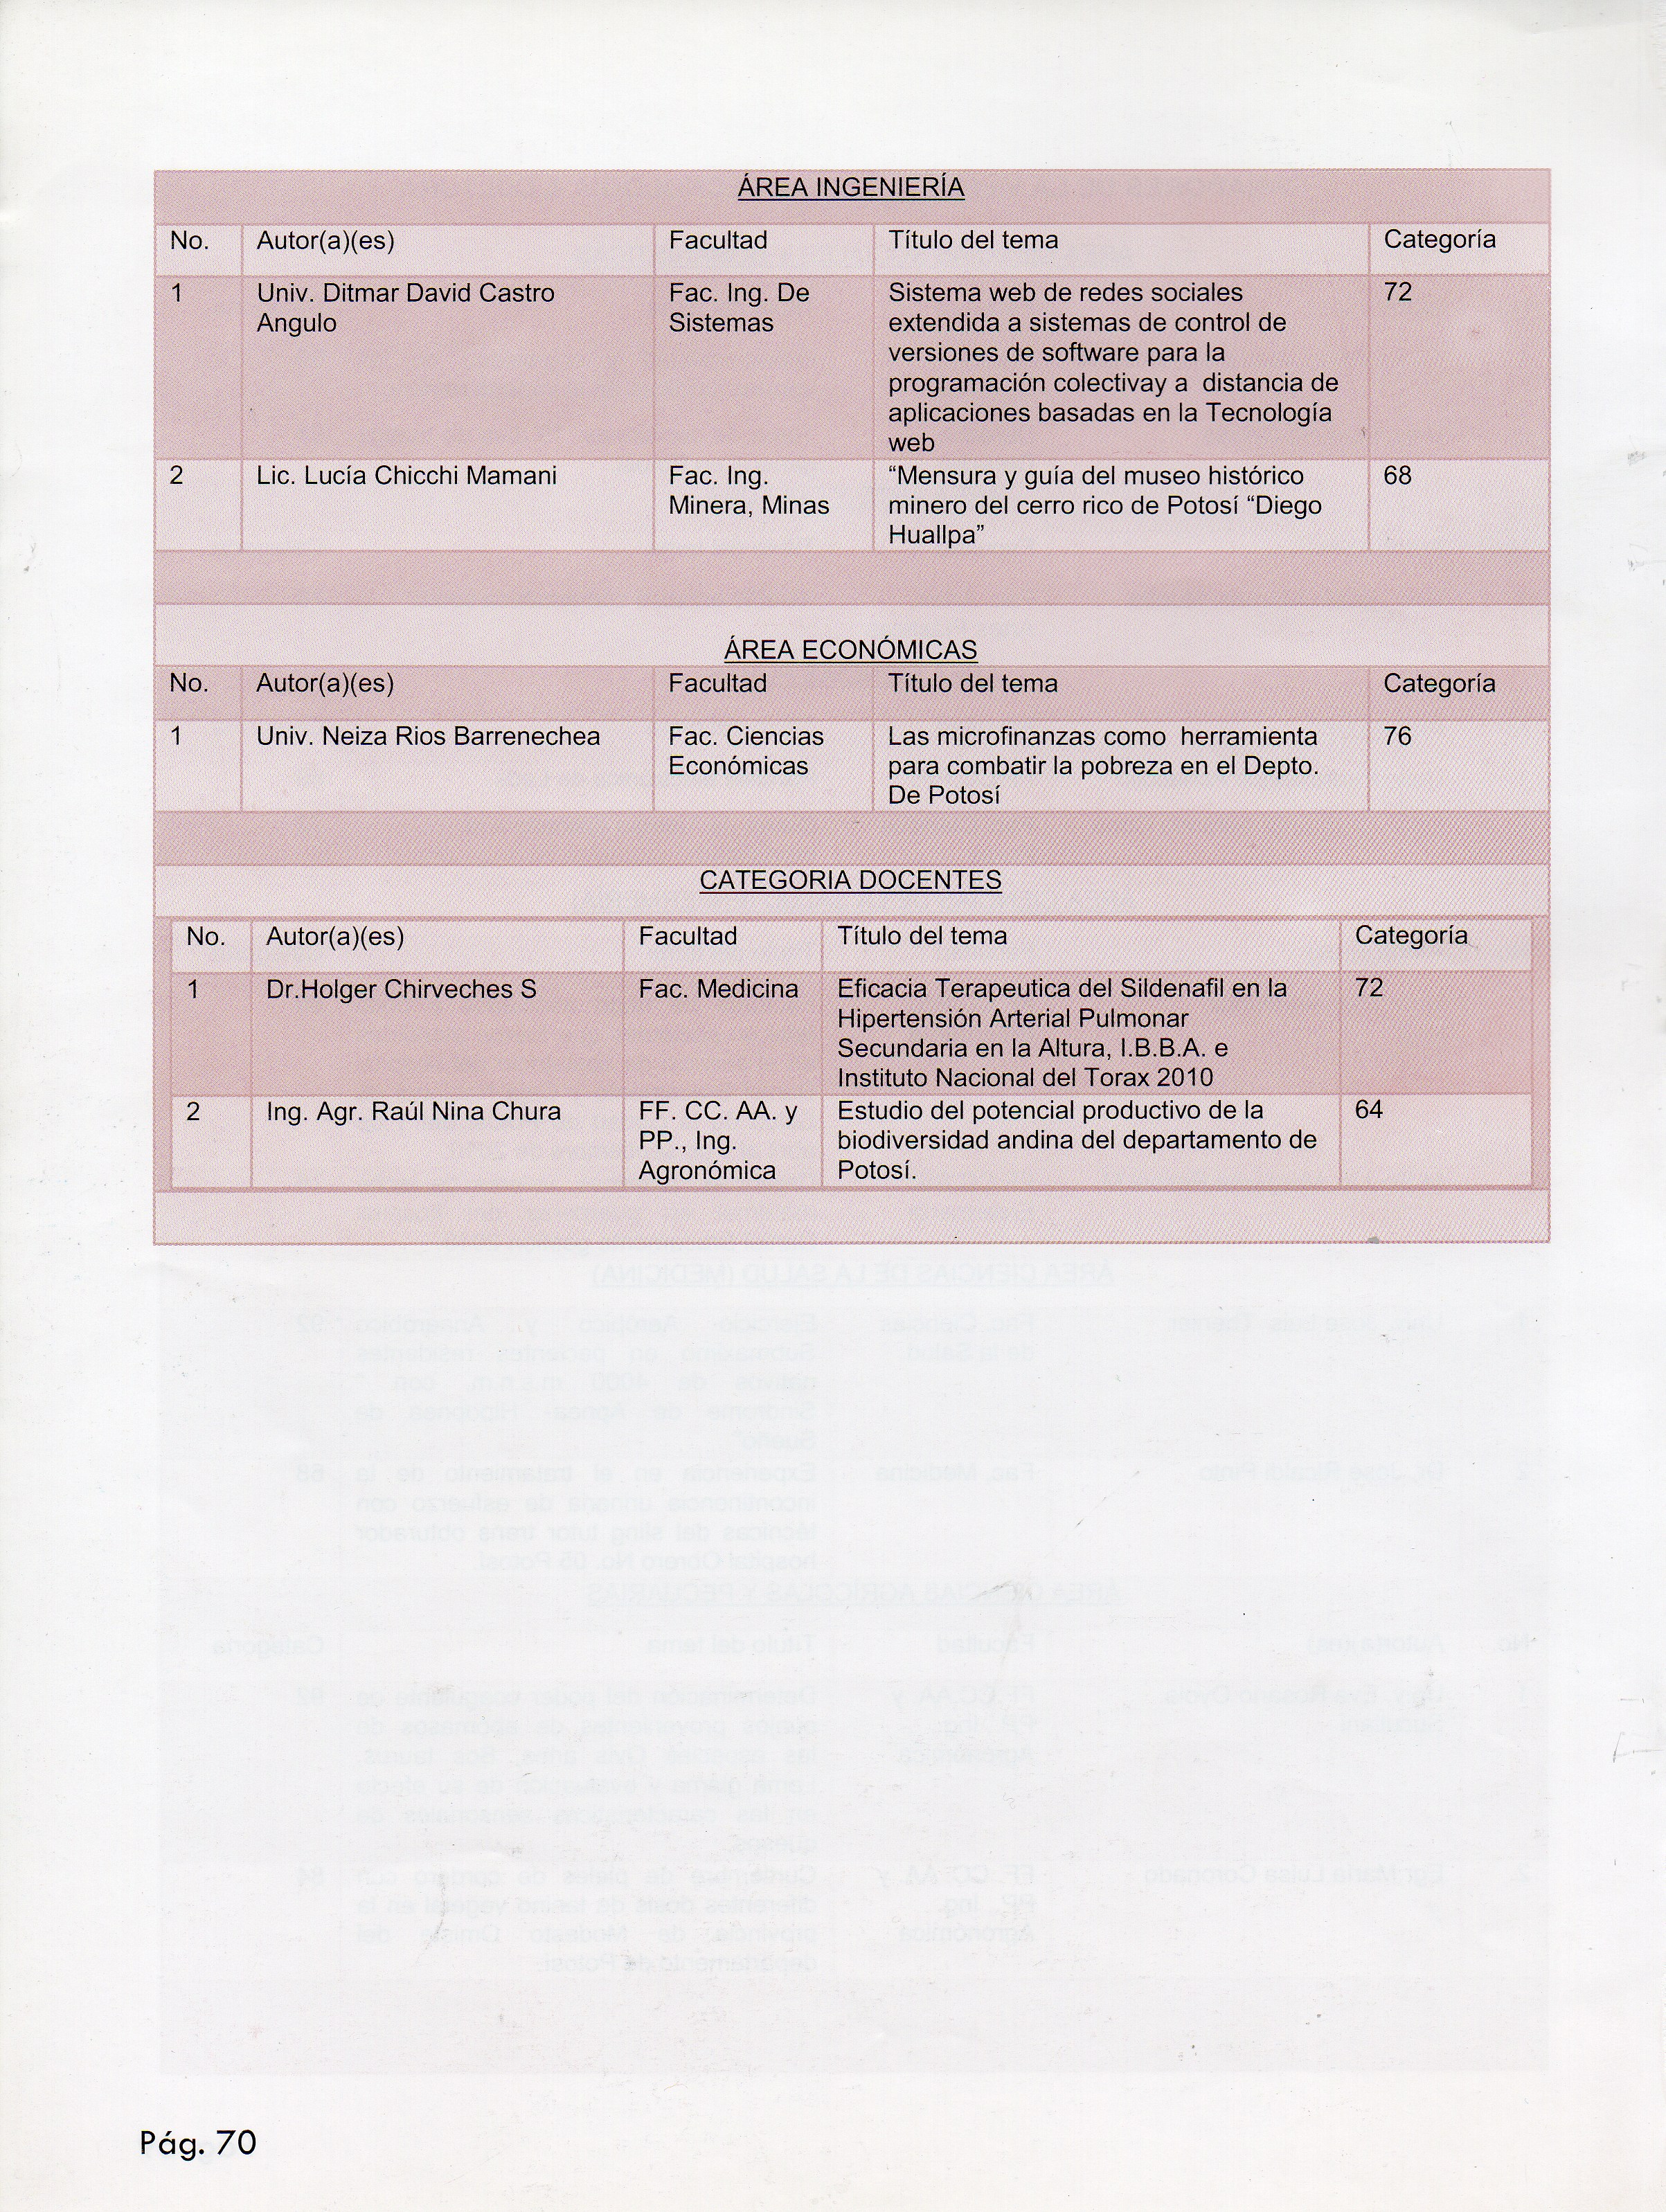 ÁREA INGENIERÍA
No. Autor(a)(es) Facultad Título del tema Categoría
1 Univ. Ditmar David Castro Fac. Ing. De Sistema web de redes sociales 72
Angulo Sistemas extendida a sistemas de control de
versiones de software para la
programación colectivay a distancia de
aplicaciones basadas en la Tecnología
web
2 Lic. Lucía Chicchi Mamani Fac. Ing. “Mensura y guía del museo histórico 68
Minera, Minas minero del cerro rico de Potosí “Diego
Huallpa”
ÁREA ECONÓMICAS
No. Autor(a)(es) Facultad Título del tema Categoría
1 Univ. Neiza Rios Barrenechea Fac. Ciencias Las microfinanzas como herramienta 76
Económicas para combatir la pobreza en el Depto.
De Potosí
CATEGORIA DOCENTES
No. Autor(a)(es) Facultad Título del tema Categoría
1 Dr.Holger Chirveches S Fac. Medicina Eficacia Terapeutica del Sildenafil en la 72
Hipertensión Arterial Pulmonar
Secundaria en la Altura, I.B.B.A. e
Instituto Nacional del Torax 2010
2 Ing. Agr. Raúl Nina Chura FF. CC. AA. y Estudio del potencial productivo de la 64
PP., Ing. biodiversidad andina del departamento de
Agronómica Potosí.
Pág. 70